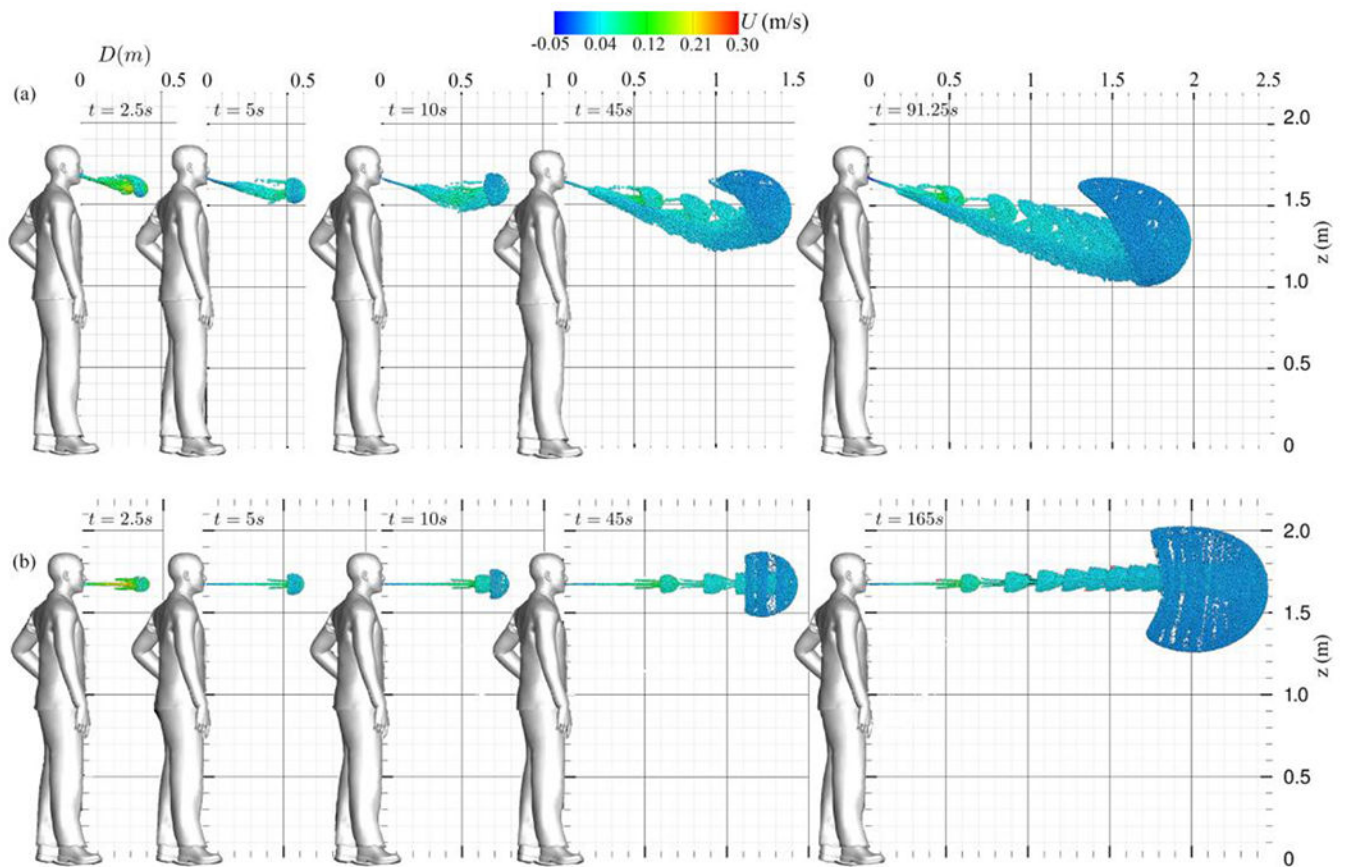 U (m/s)
-0.05 0.04 0.12 0.21 0.30
D(m)
0 0.5 0 0.5 0 0.5 1 0 0.5 1 1.5 0 0.5 1 1.5 2 2.5
(a)
t = 2.5s t = 5s t = 10s t = 45s t = 91.25s
2.0
1.5
z (m)
1.0
0.5
0
t = 2.5s t = 5s t = 10s t = 45s t = 165s
2.0
(b)
1.5
z (m)
1.0
0.5
0